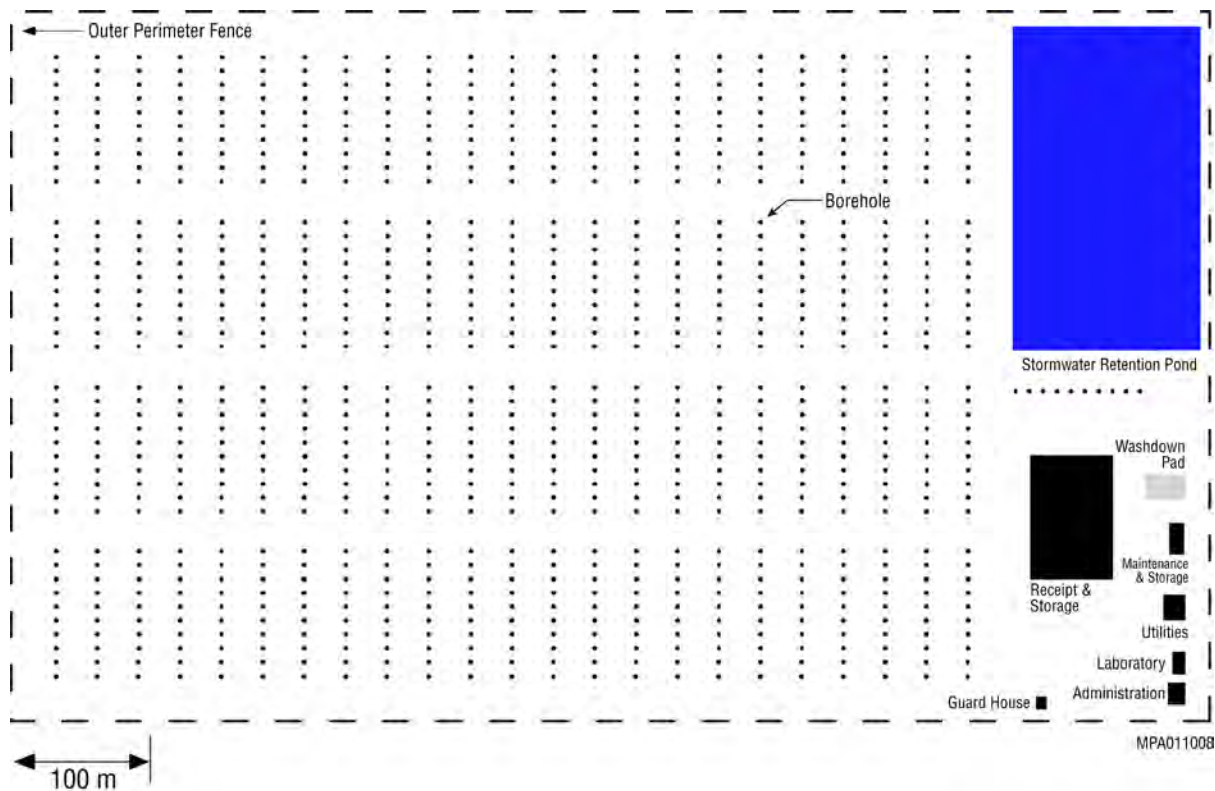 Outer Perimeter Fence
Borehole
Stormwater Retention Pond
Washdown
Pad
Maintenance
& Storage
Receipt &
Storage
Utilities
Laboratory
Administration
Guard House
MPA011008
100 m